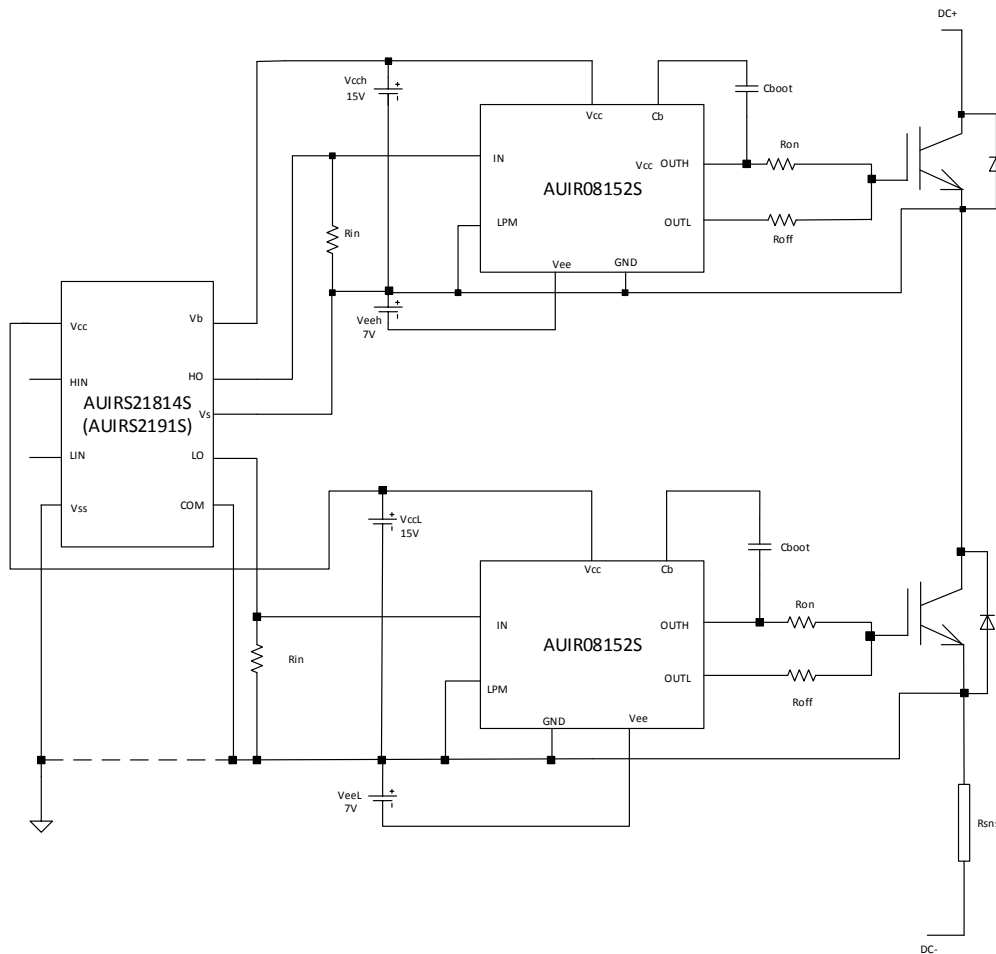 DC+
Vcch
15V
Cboot
Vcc
Cb
IN
Vcc
OUTH
Ron
AUIR08152S
LPM
OUTL
Roff
Rin
Vee
GND
Veeh
7V
Vcc
Vb
HIN
HO
AUIRS21814S
(AUIRS2191S)
Vs
LIN
LO
Vss
COM
VccL
15V
Cboot
Vcc
Cb
IN
OUTH
Ron
AUIR08152S
LPM
OUTL
Roff
Rin
GND
Vee
VeeL
7V
DC-